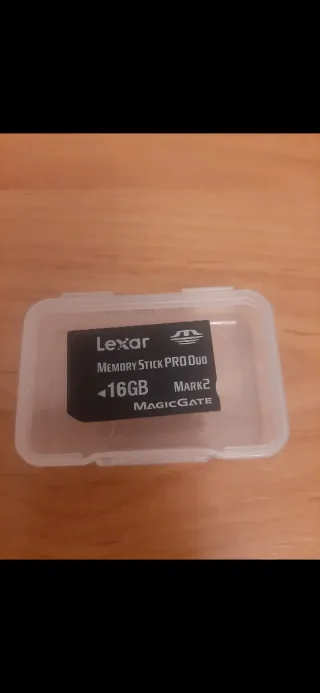 Lexar
MEMORY STICK PRO DUO
◄16GB MARK2
MAGICGATE